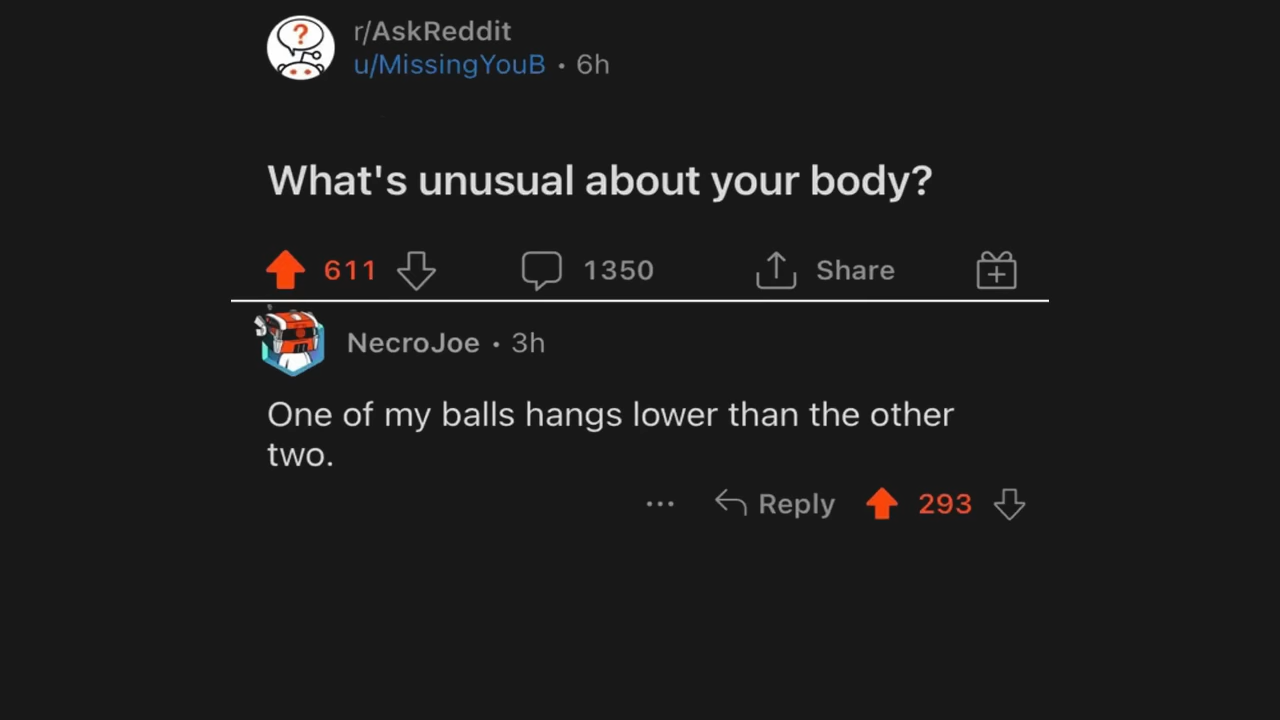 r/AskReddit
u/MissingYouB • 6h
What's unusual about your body?
611 1350 Share
NecroJoe • 3h
One of my balls hangs lower than the other
two.
... Reply 293